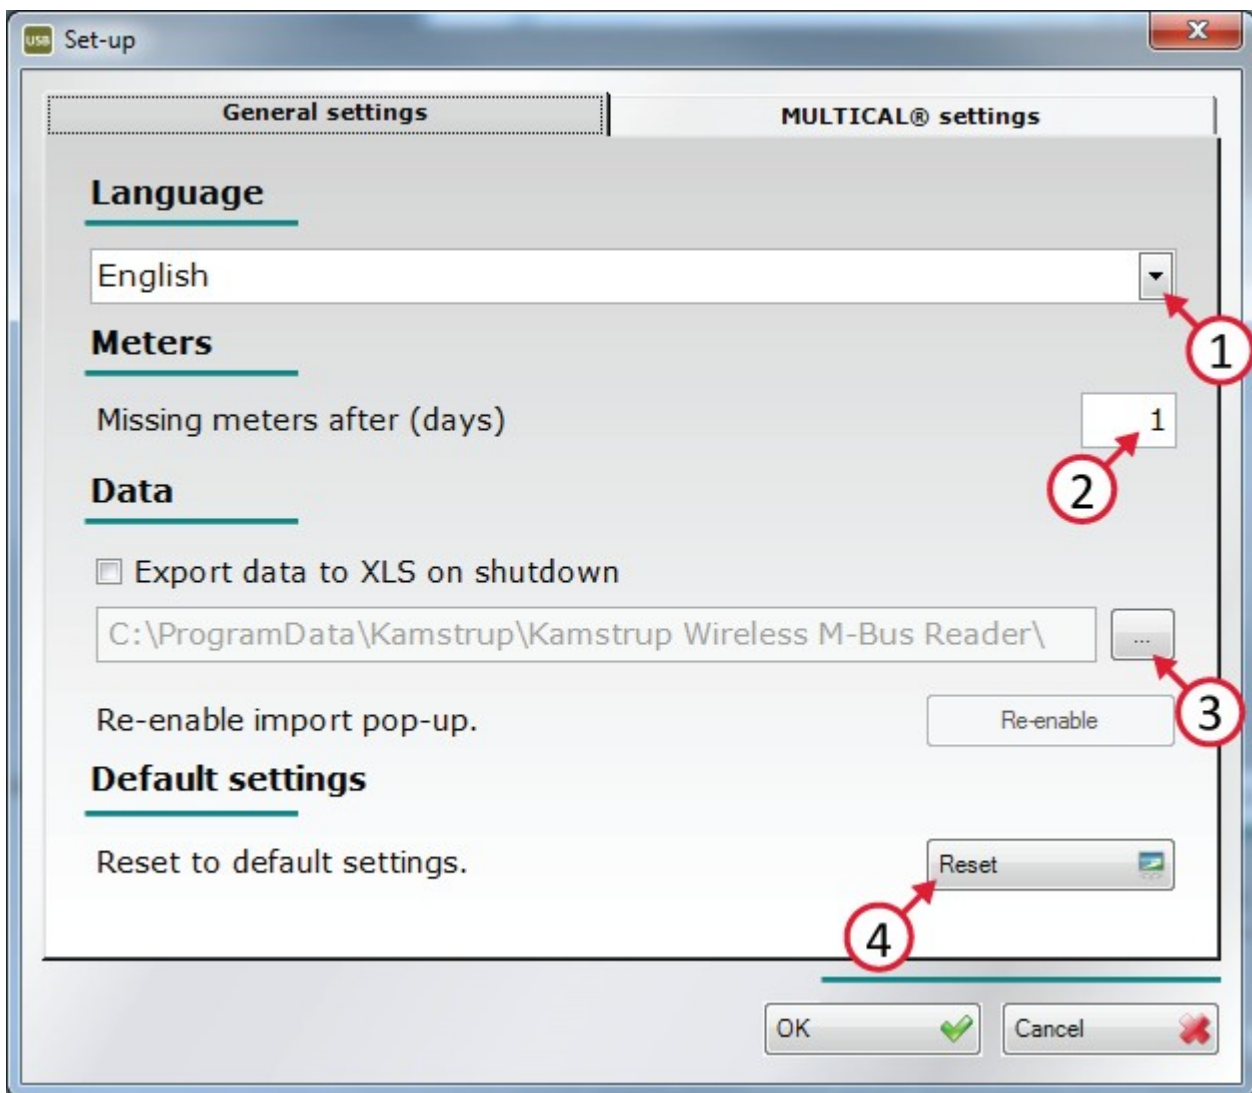 USB Set-up X
General settings MULTICAL® settings
Language
English
1
Meters
Missing meters after (days) 1
2
Data
Export data to XLS on shutdown
C:\ProgramData\Kamstrup\Kamstrup Wireless M-Bus Reader\ ...
3
Re-enable import pop-up. Re-enable
Default settings
Reset to default settings. Reset
4
OK Cancel